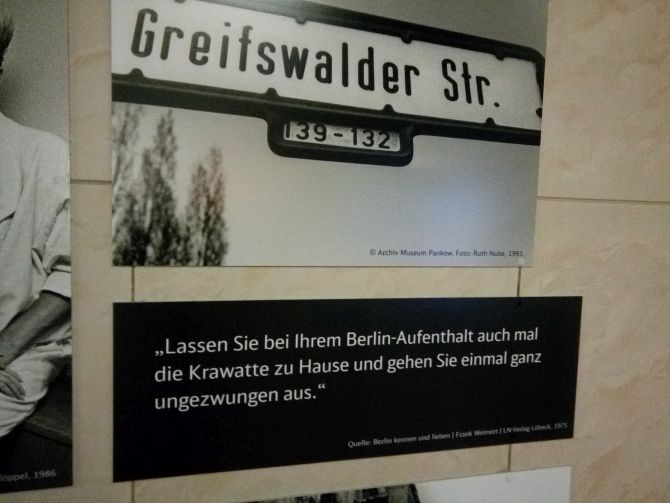 Greifswalder Str.
139-132
© Archiv Museum Pankow, Foto: Ruth Nube, 1991
„Lassen Sie bei Ihrem Berlin-Aufenthalt auch mal
die Krawatte zu Hause und gehen Sie einmal ganz
ungezwungen aus.“
Quelle: Berlin kennen und lieben | Frank Weimert | LN-Verlag Lübeck, 1975
öppel, 1986